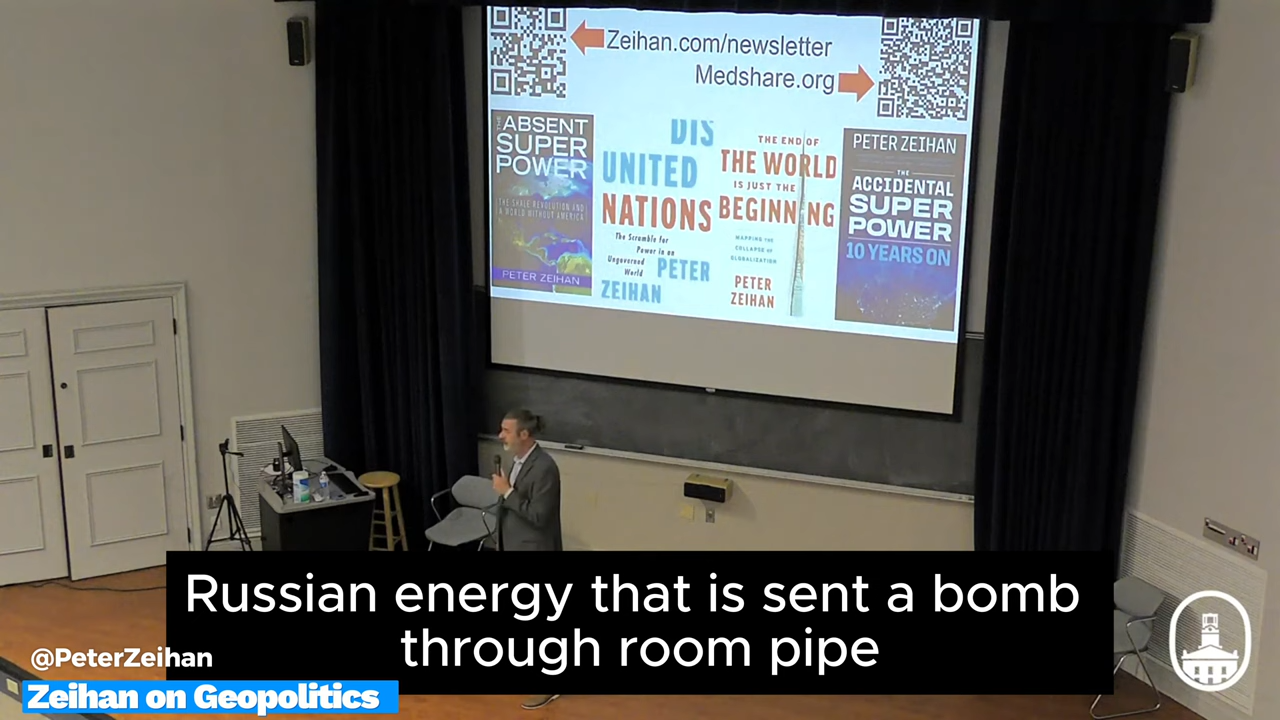 Zeihan.com/newsletter
Medshare.org
THE
ABSENT
SUPER
POWER
THE SHALE REVOLUTION AND
A WORLD WITHOUT AMERICA
PETER ZEIHAN
DIS
UNITED
NATIONS
The Scramble for
Power in an
Ungoverned
World
PETER
ZEIHAN
THE END OF
THE WORLD
IS JUST THE
BEGINNING
MAPPING THE
COLLAPSE OF
GLOBALIZATION
PETER
ZEIHAN
PETER ZEIHAN
THE
ACCIDENTAL
SUPER
POWER
10 YEARS ON
Russian energy that is sent a bomb
through room pipe
@PeterZeihan
Zeihan on Geopolitics